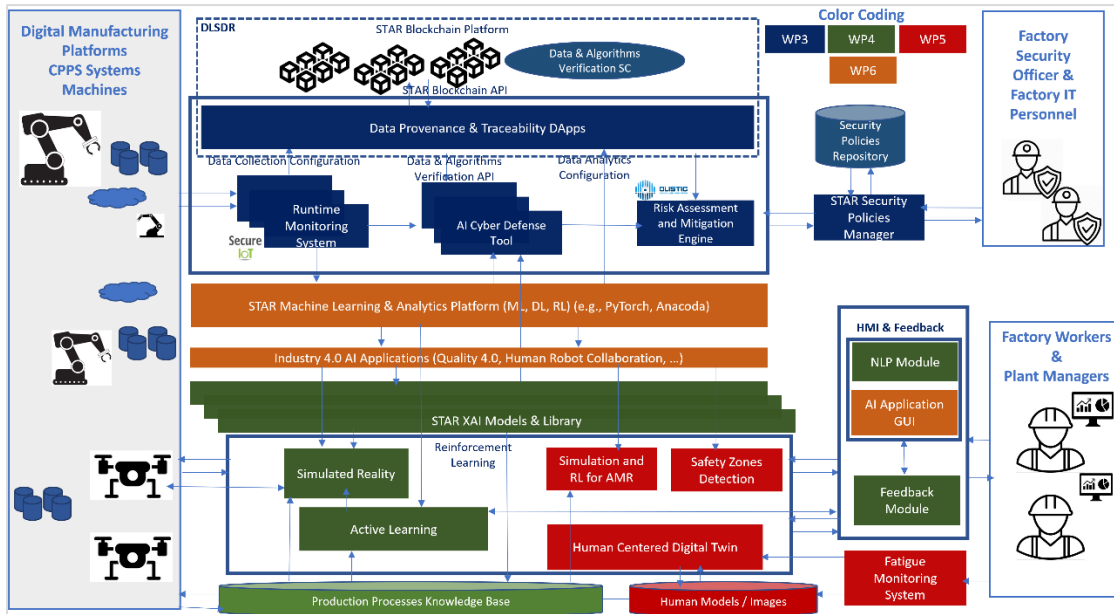 Digital Manufacturing
Platforms
CPPS Systems
Machines
DLSDR
STAR Blockchain Platform
Data & Algorithms
Verification SC
STAR Blockchain API
Data Provenance & Traceability DApps
Data Collection Configuration
Data & Algorithms
Verification API
Data Analytics
Configuration
Runtime
Monitoring
System
Secure
IoT
AI Cyber Defense
Tool
Risk Assessment
and Mitigation
Engine
Color Coding
WP3
WP4
WP5
WP6
Security
Policies
Repository
STAR Security
Policies
Manager
Factory
Security
Officer &
Factory IT
Personnel
STAR Machine Learning & Analytics Platform (ML, DL, RL) (e.g., PyTorch, Anacoda)
Industry 4.0 AI Applications (Quality 4.0, Human Robot Collaboration, …)
STAR XAI Models & Library
Reinforcement
Learning
Simulated Reality
Active Learning
Simulation and
RL for AMR
Safety Zones
Detection
Human Centered Digital Twin
HMI & Feedback
NLP Module
AI Application
GUI
Feedback
Module
Factory Workers
&
Plant Managers
Fatigue
Monitoring
System
Production Processes Knowledge Base
Human Models / Images